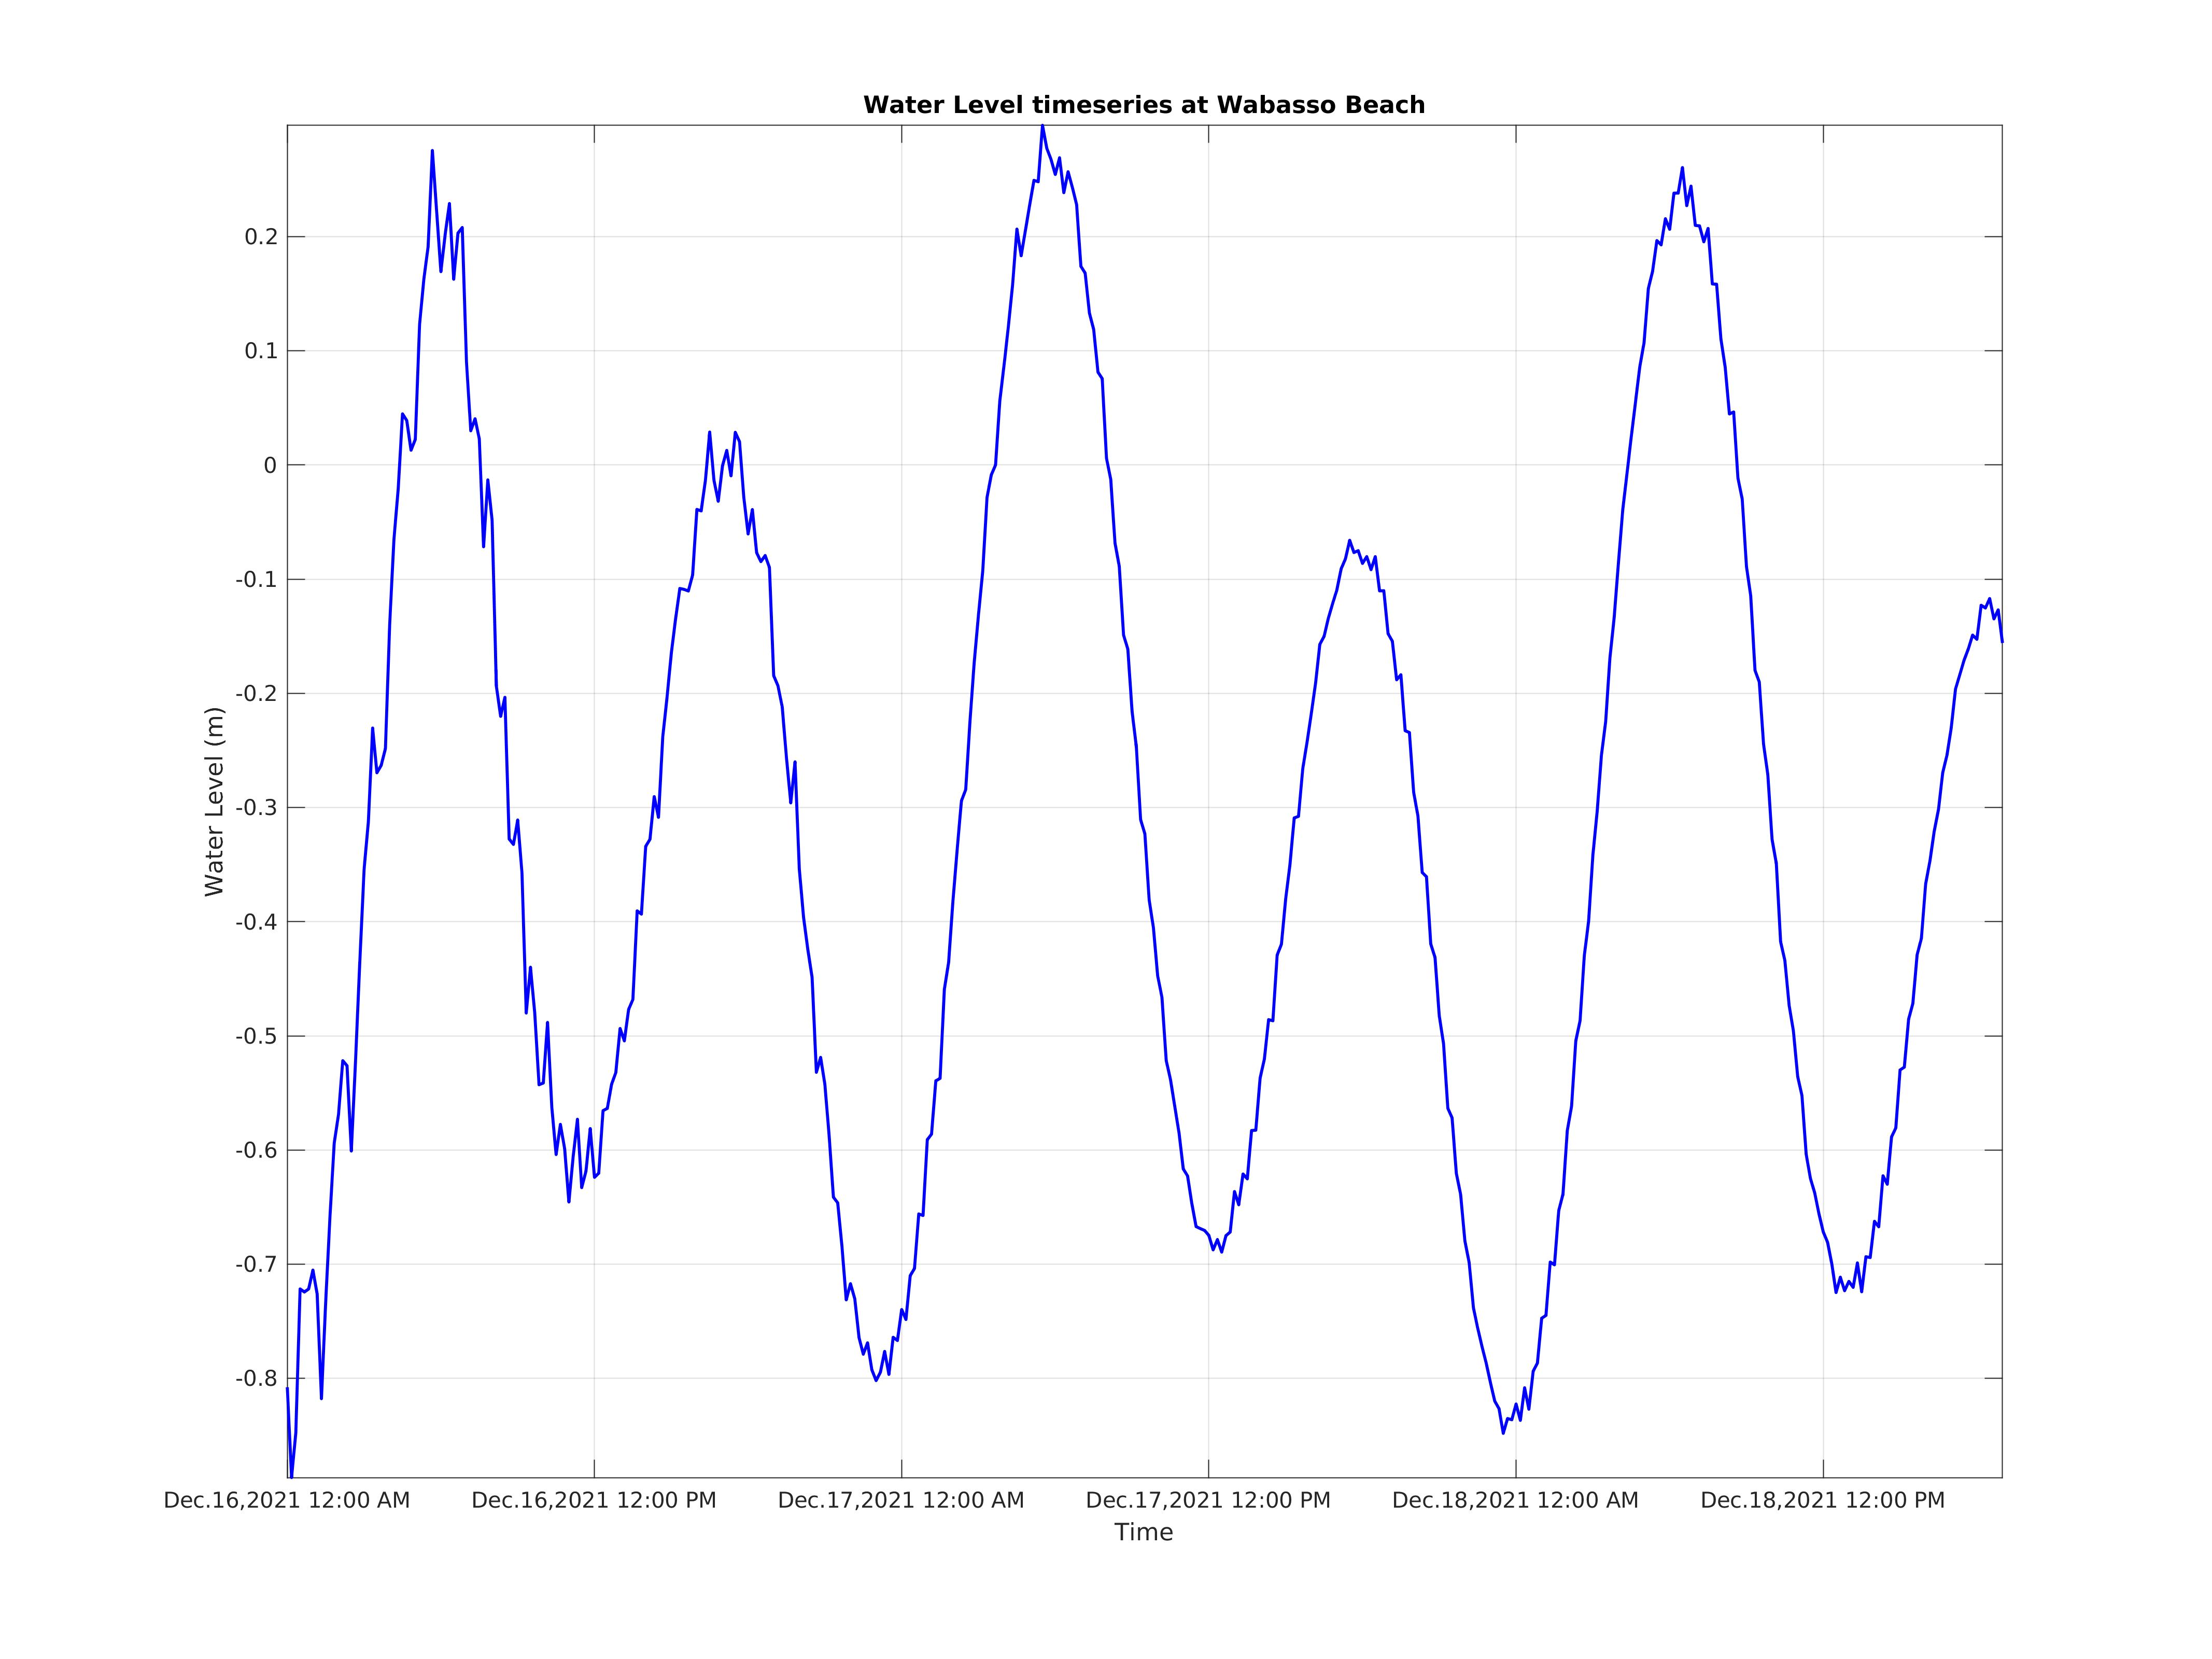 Water Level timeseries at Wabasso Beach
0.2
0.1
0
-0.1
-0.2
-0.3
-0.4
-0.5
-0.6
-0.7
-0.8
Water Level (m)
Dec.16,2021 12:00 AM Dec.16,2021 12:00 PM Dec.17,2021 12:00 AM Dec.17,2021 12:00 PM Dec.18,2021 12:00 AM Dec.18,2021 12:00 PM
Time